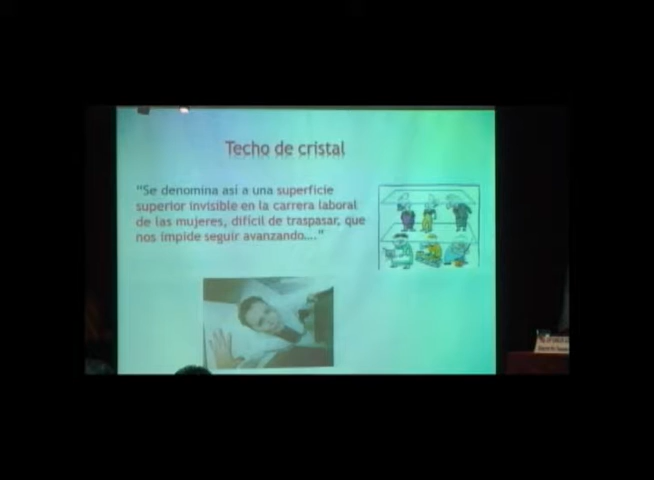 Techo de cristal
"Se denomina así a una superficie
superior invisible en la carrera laboral
de las mujeres, difícil de traspasar, que
nos impide seguir avanzando...."